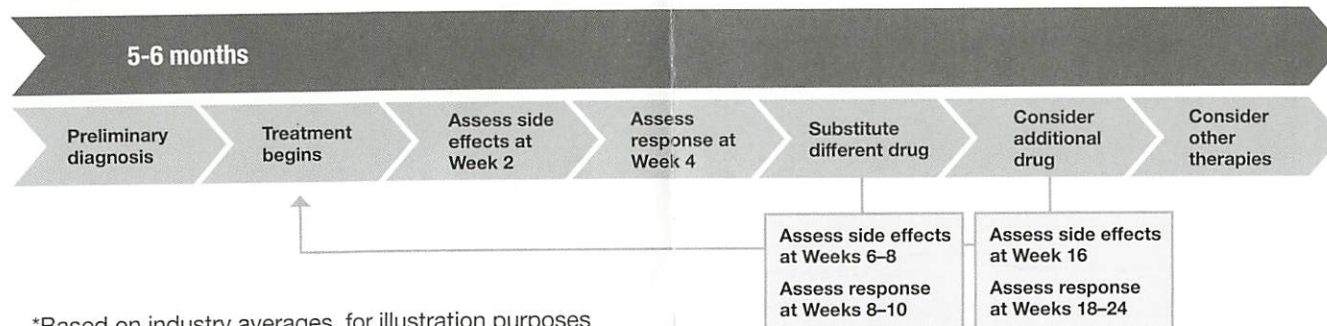 5-6 months
Preliminary
diagnosis
Treatment
begins
Assess side
effects at
Week 2
Assess
response at
Week 4
Substitute
different drug
Consider
additional
drug
Consider
other
therapies
Assess side effects
at Weeks 6–8
Assess response
at Weeks 8–10
Assess side effects
at Week 16
Assess response
at Weeks 18–24
*Based on industry averages, for illustration purposes